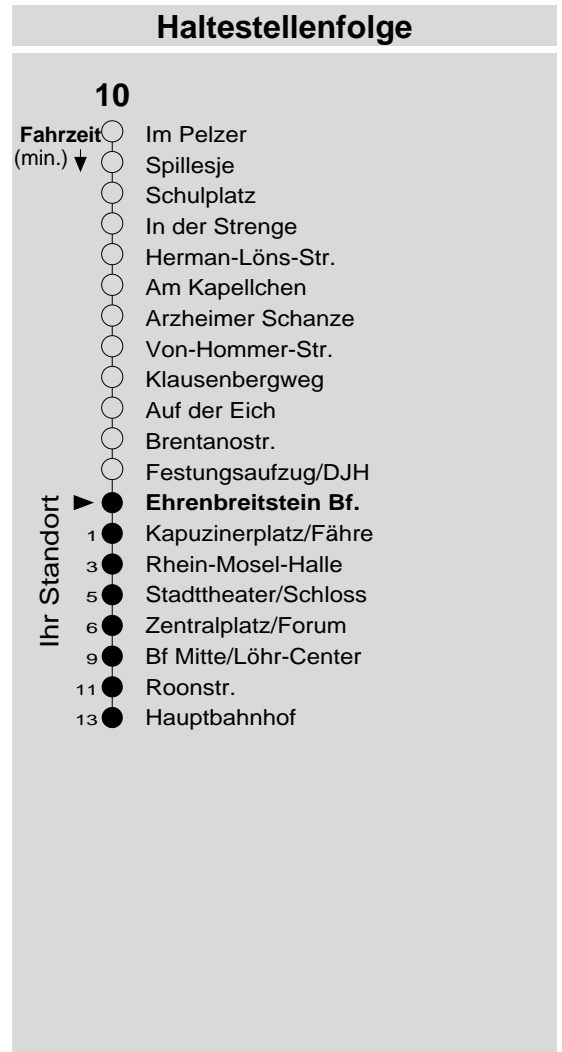 Haltestellenfolge
10
Fahrzeit
(min.)
Im Pelzer
Spillesje
Schulplatz
In der Strenge
Herman-Löns-Str.
Am Kapellchen
Arzheimer Schanze
Von-Hommer-Str.
Klausenbergweg
Auf der Eich
Brentanostr.
Festungsaufzug/DJH
Ihr Standort
Ehrenbreitstein Bf.
1 Kapuzinerplatz/Fähre
3 Rhein-Mosel-Halle
5 Stadttheater/Schloss
6 Zentralplatz/Forum
9 Bf Mitte/Löhr-Center
11 Roonstr.
13 Hauptbahnhof